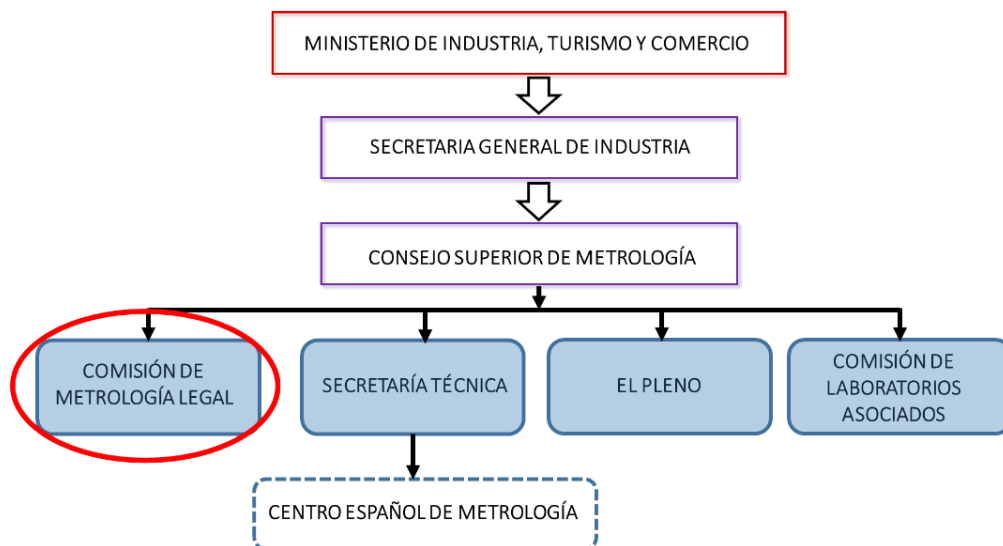 MINISTERIO DE INDUSTRIA, TURISMO Y COMERCIO
SECRETARIA GENERAL DE INDUSTRIA
CONSEJO SUPERIOR DE METROLOGÍA
COMISIÓN DE
METROLOGÍA LEGAL
SECRETARÍA TÉCNICA
EL PLENO
COMISIÓN DE
LABORATORIOS
ASOCIADOS
CENTRO ESPAÑOL DE METROLOGÍA